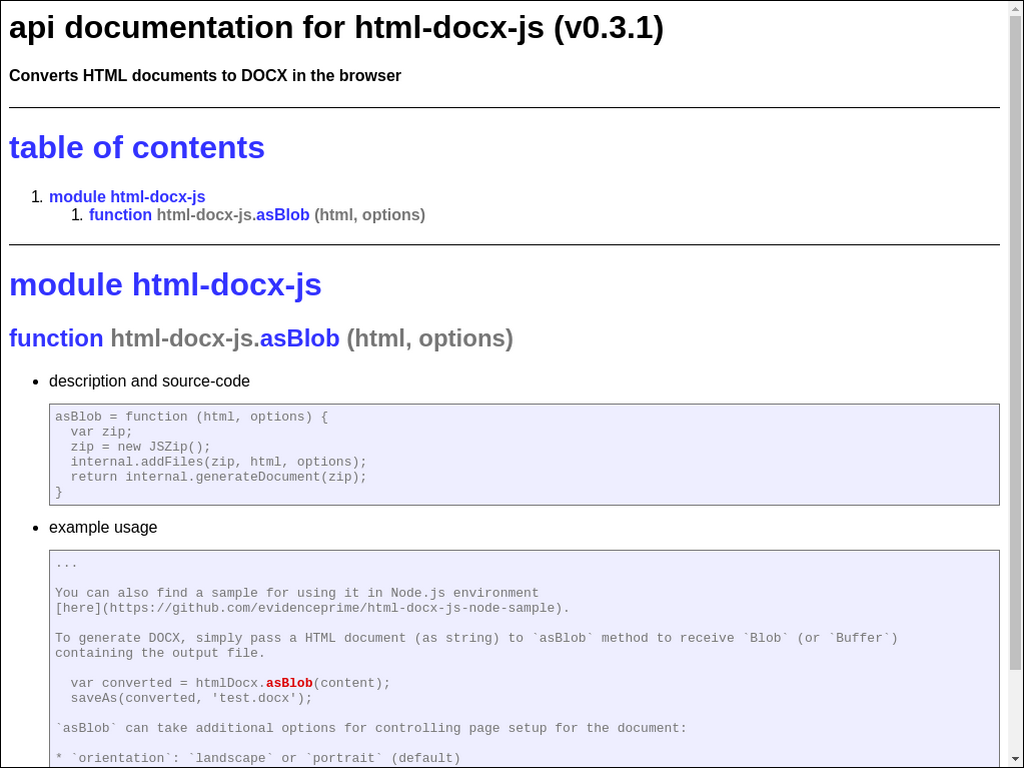 api documentation for html-docx-js (v0.3.1)
Converts HTML documents to DOCX in the browser
table of contents
1. module html-docx-js
1. function html-docx-js.asBlob (html, options)
module html-docx-js
function html-docx-js.asBlob (html, options)
• description and source-code
asBlob = function (html, options) {
  var zip;
  zip = new JSZip();
  internal.addFiles(zip, html, options);
  return internal.generateDocument(zip);
}
• example usage
...
You can also find a sample for using it in Node.js environment
[here](https://github.com/evidenceprime/html-docx-js-node-sample).
To generate DOCX, simply pass a HTML document (as string) to `asBlob` method to receive `Blob` (or `Buffer`)
containing the output file.
  var converted = htmlDocx.asBlob(content);
  saveAs(converted, 'test.docx');
`asBlob` can take additional options for controlling page setup for the document:
* `orientation`: `landscape` or `portrait` (default)